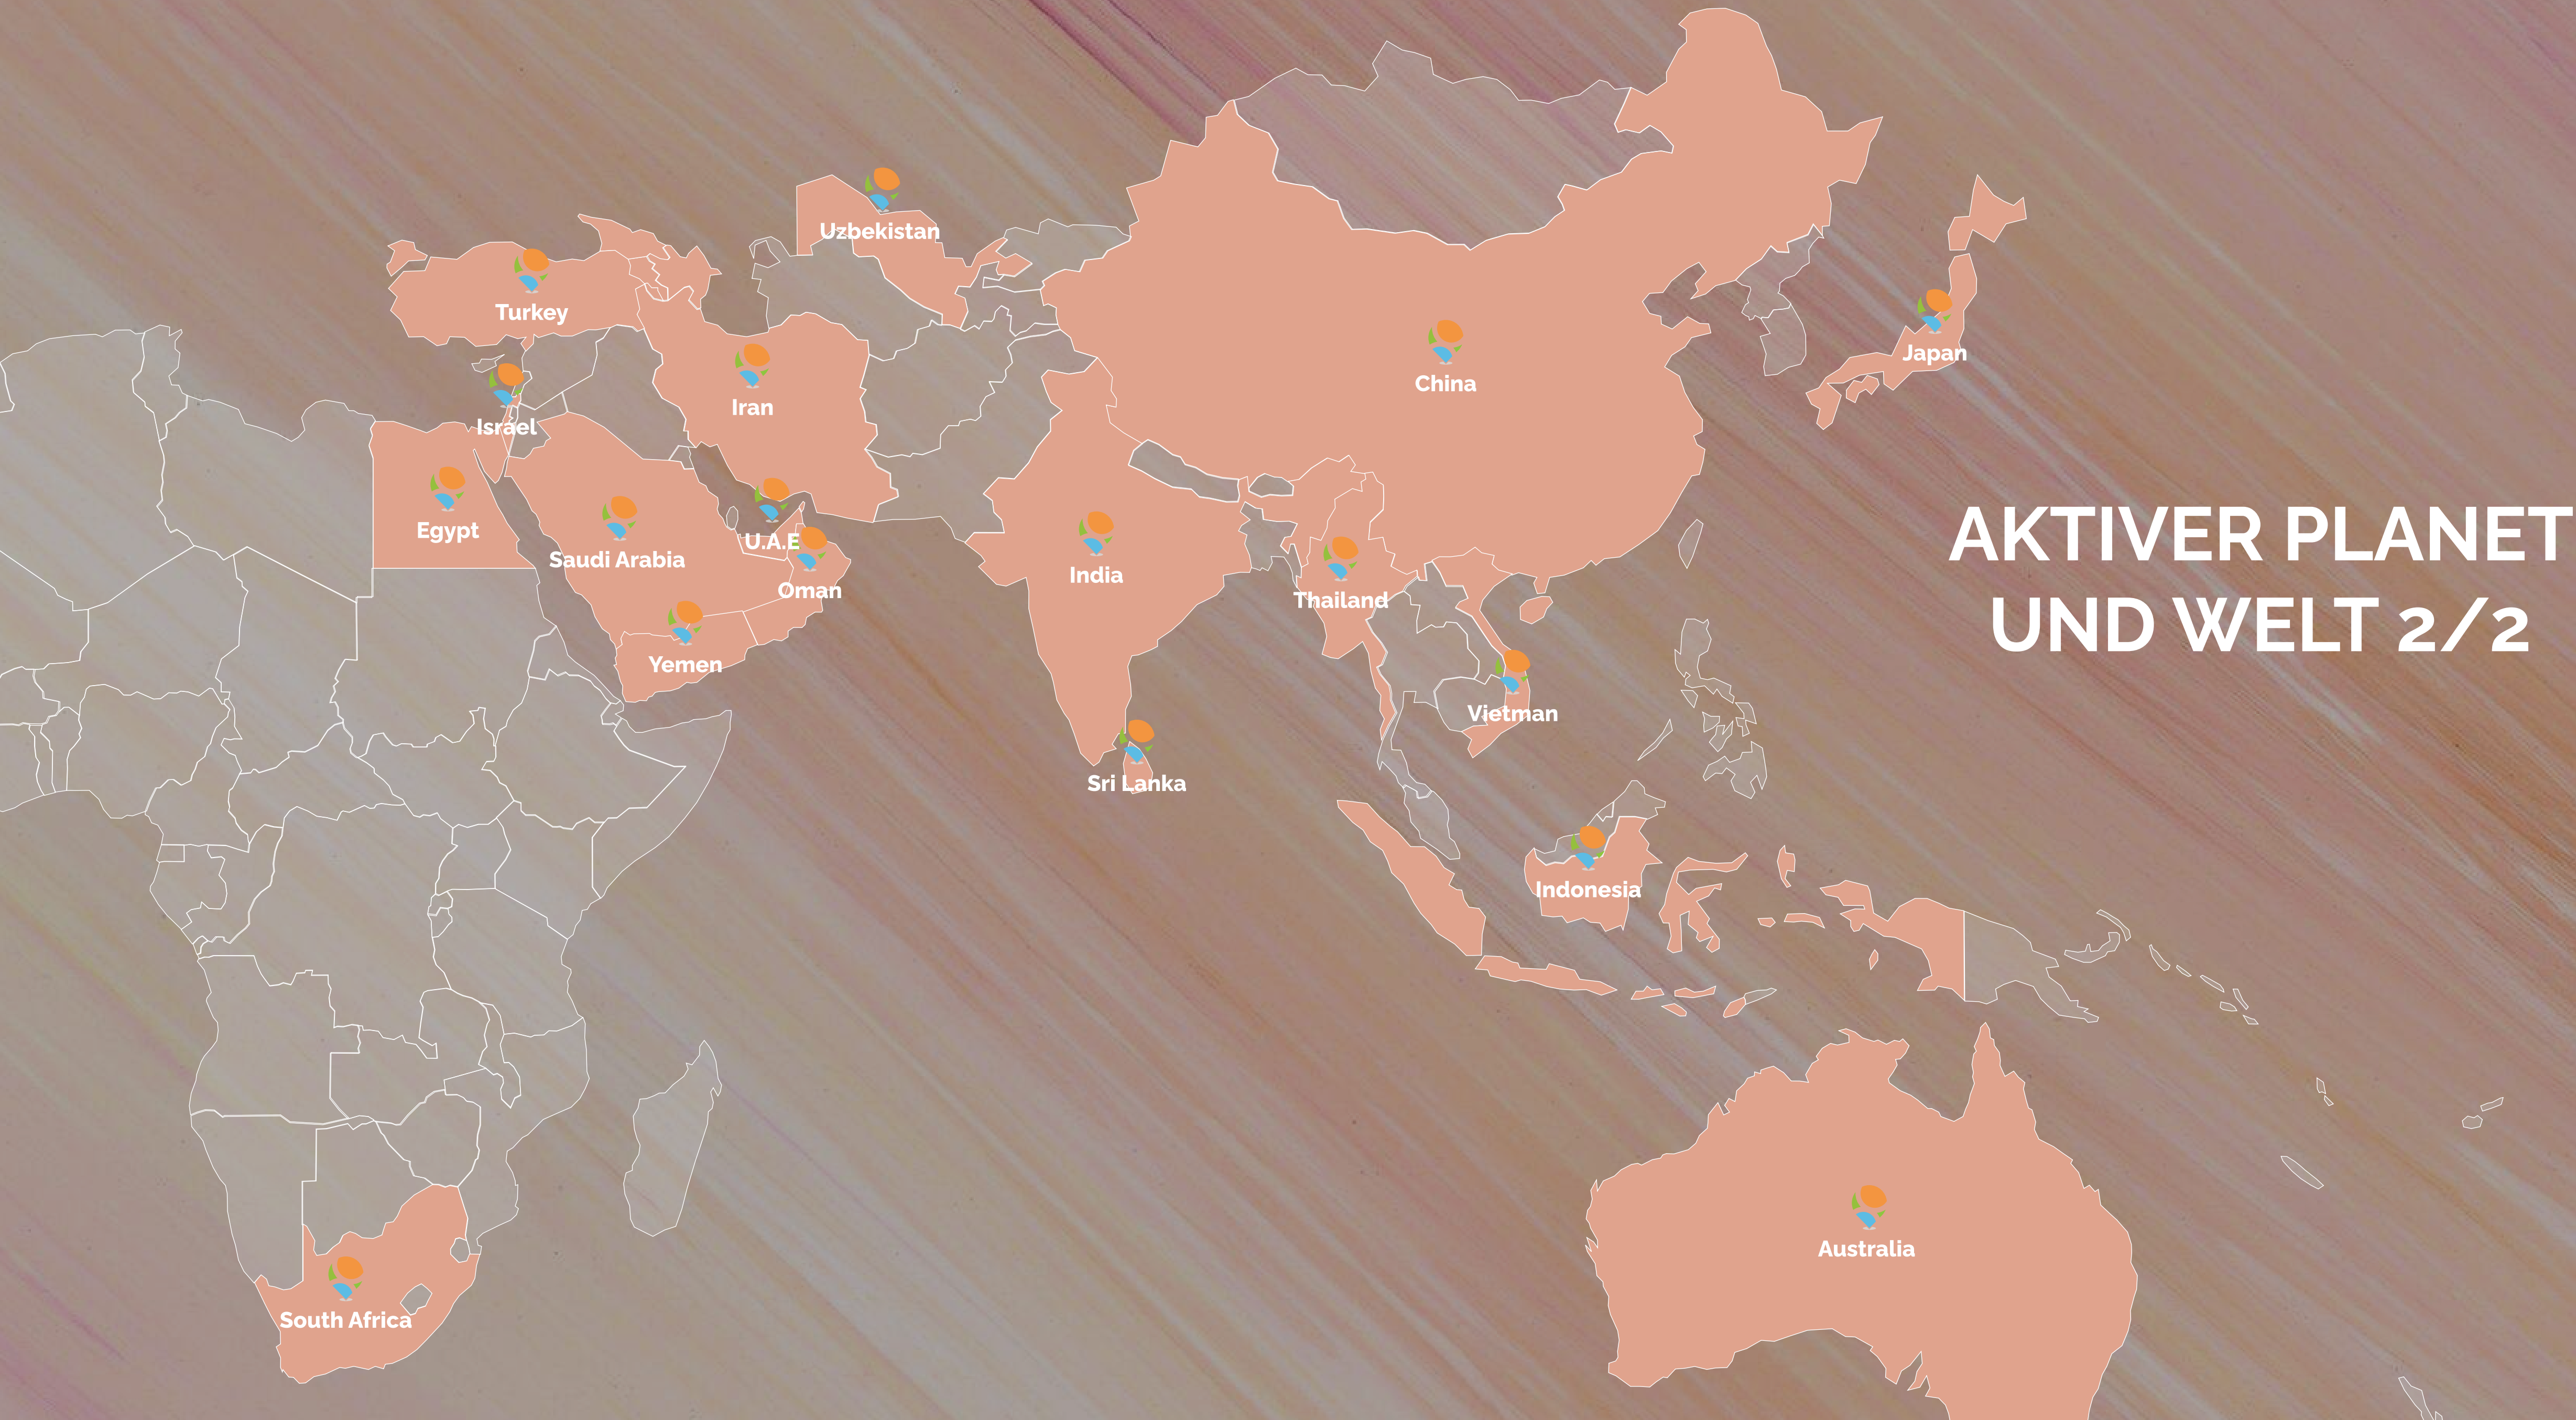 Uzbekistan
Turkey
Japan
China
Iran
Israel
Egypt
U.A.E
Saudi Arabia
India
Oman
Thailand
Yemen
Vietman
Sri Lanka
Indonesia
AKTIVER PLANET
UND WELT 2/2
Australia
South Africa